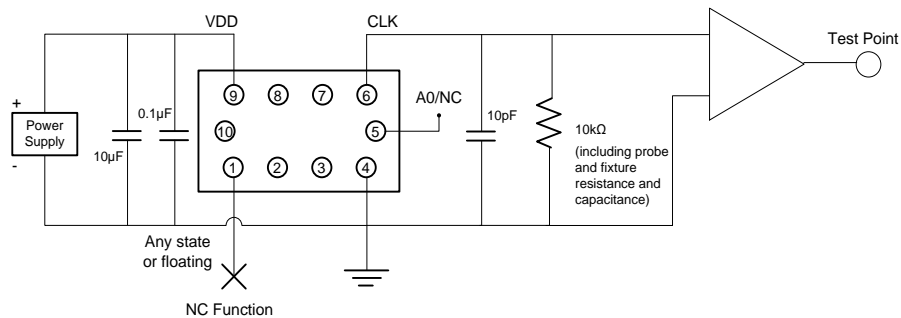 VDD
CLK
Test Point
+
Power
Supply
-
10µF
0.1µF
9
8
7
6
10
5
1
2
3
4
A0/NC
10pF
10kΩ
(including probe
and fixture
resistance and
capacitance)
Any state
or floating
NC Function